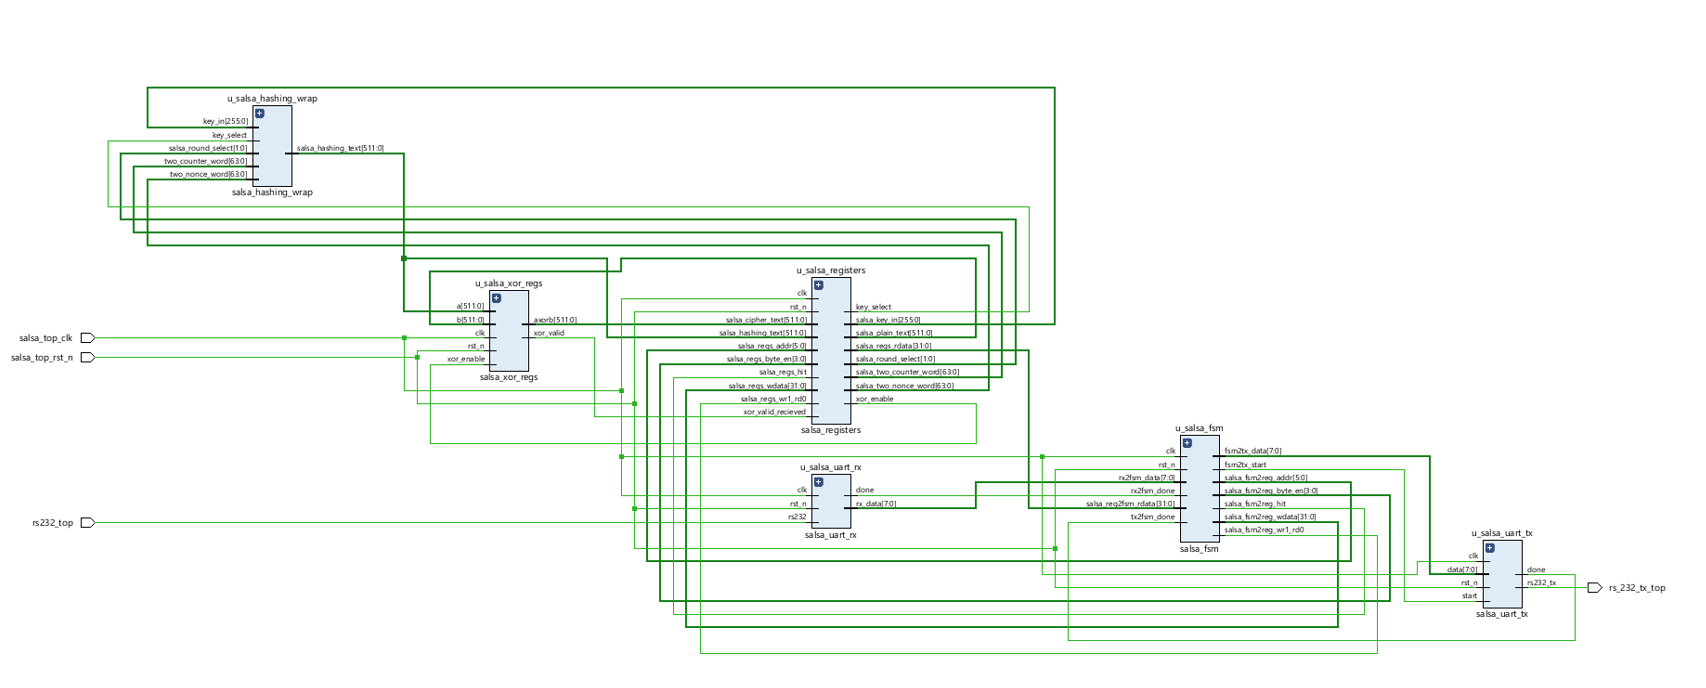 u_salsa_hashing_wrap
key_in[255:0]
key_select
salsa_round_select[1:0]
two_counter_word[63:0]
two_nonce_word[63:0]
salsa_hashing_text[511:0]
salsa_hashing_wrap
u_salsa_xor_regs
a[511:0]
b[511:0]
clk
rst_n
xor_enable
axorb[511:0]
xor_valid
salsa_xor_regs
salsa_top_clk
salsa_top_rst_n
rs232_top
u_salsa_registers
clk
rst_n
salsa_cipher_text[511:0]
salsa_hashing_text[511:0]
salsa_regs_addr[5:0]
salsa_regs_byte_en[3:0]
salsa_regs_hit
salsa_regs_wdata[31:0]
salsa_regs_wr1_rd0
xor_valid_recieved
key_select
salsa_key_in[255:0]
salsa_plain_text[511:0]
salsa_regs_rdata[31:0]
salsa_round_select[1:0]
salsa_two_counter_word[63:0]
salsa_two_nonce_word[63:0]
xor_enable
salsa_registers
u_salsa_uart_rx
clk
rst_n
rs232
done
rx_data[7:0]
salsa_uart_rx
u_salsa_fsm
clk
rst_n
rx2fsm_data[7:0]
rx2fsm_done
salsa_reg2fsm_rdata[31:0]
tx2fsm_done
fsm2tx_data[7:0]
fsm2tx_start
salsa_fsm2reg_addr[5:0]
salsa_fsm2reg_byte_en[3:0]
salsa_fsm2reg_hit
salsa_fsm2reg_wdata[31:0]
salsa_fsm2reg_wr1_rd0
salsa_fsm
u_salsa_uart_tx
clk
data[7:0]
rst_n
start
done
rs232_tx
salsa_uart_tx
rs_232_tx_top